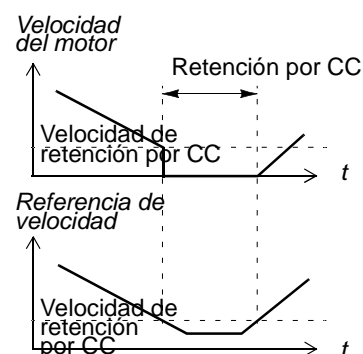 Velocidad
del motor
Retención por CC
Velocidad de
retención por CC
t
Referencia de
velocidad
Velocidad de
retención
por CC
t